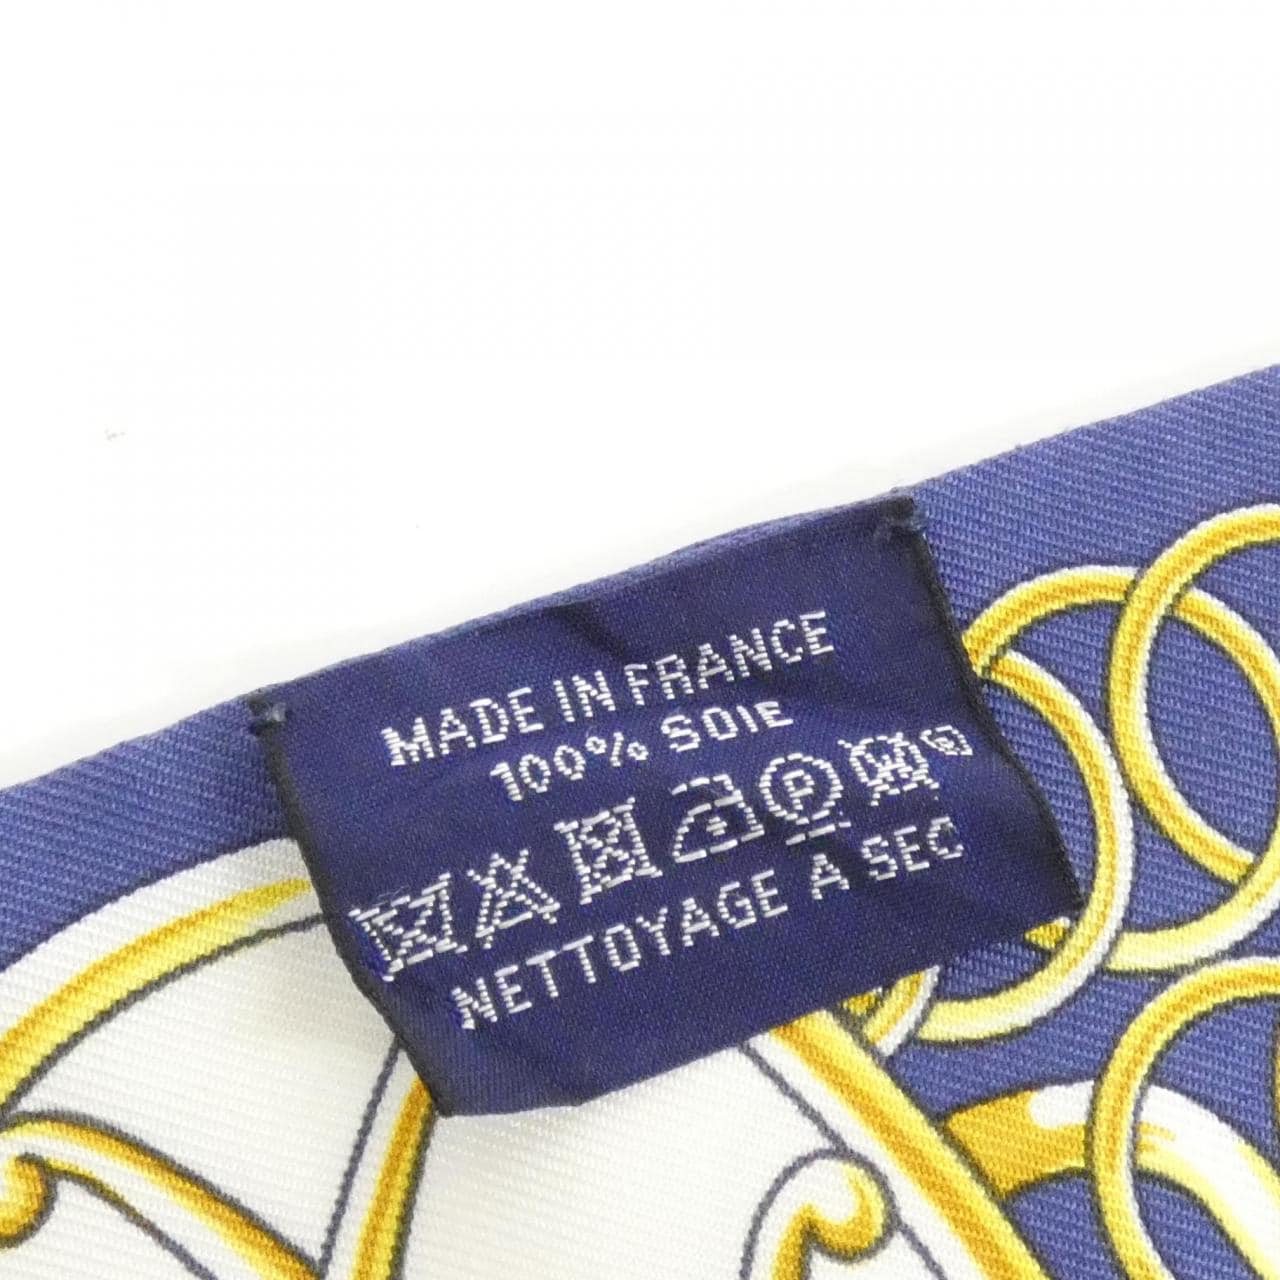 MADE IN FRANCE
100% SOIE
P
NETTOYAGE A SEC